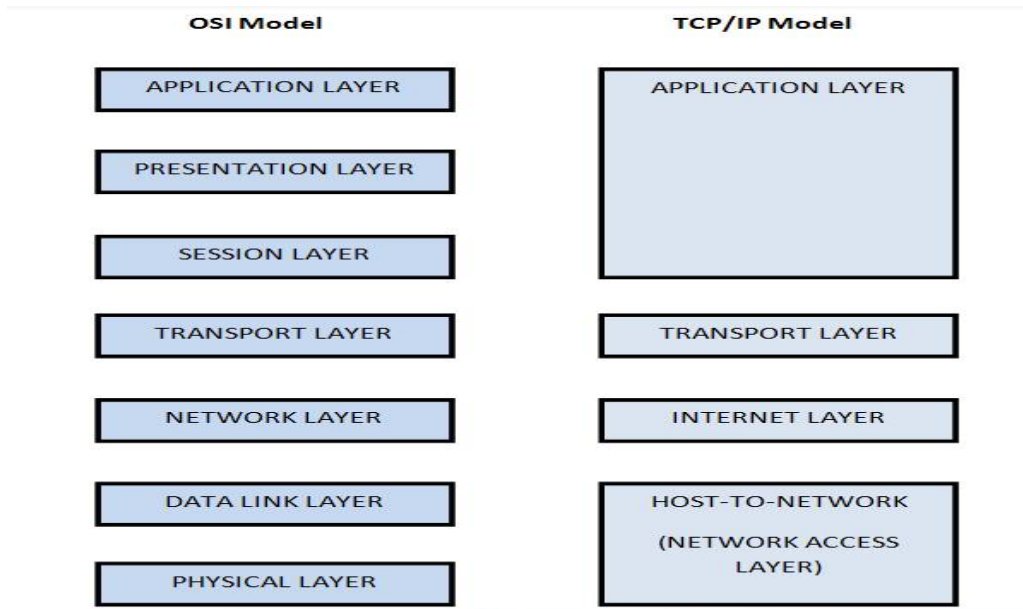 OSI Model
APPLICATION LAYER
PRESENTATION LAYER
SESSION LAYER
TRANSPORT LAYER
NETWORK LAYER
DATA LINK LAYER
PHYSICAL LAYER
TCP/IP Model
APPLICATION LAYER
TRANSPORT LAYER
INTERNET LAYER
HOST-TO-NETWORK
(NETWORK ACCESS
LAYER)